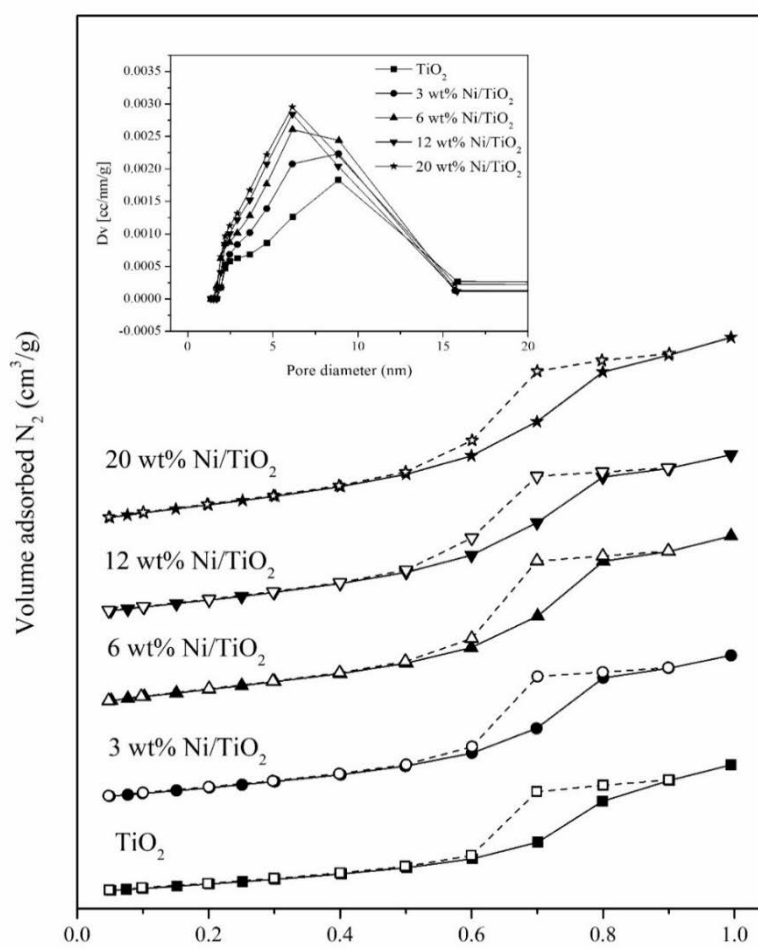 TiO₂
3 wt% Ni/TiO₂
6 wt% Ni/TiO₂
12 wt% Ni/TiO₂
20 wt% Ni/TiO₂
0.0035
0.0030
0.0025
0.0020
0.0015
0.0010
0.0005
0.0000
-0.0005
Dv [cc/nm/g]
0 5 10 15 20
Pore diameter (nm)
Volume adsorbed N₂ (cm³/g)
20 wt% Ni/TiO₂
12 wt% Ni/TiO₂
6 wt% Ni/TiO₂
3 wt% Ni/TiO₂
TiO₂
0.0 0.2 0.4 0.6 0.8 1.0